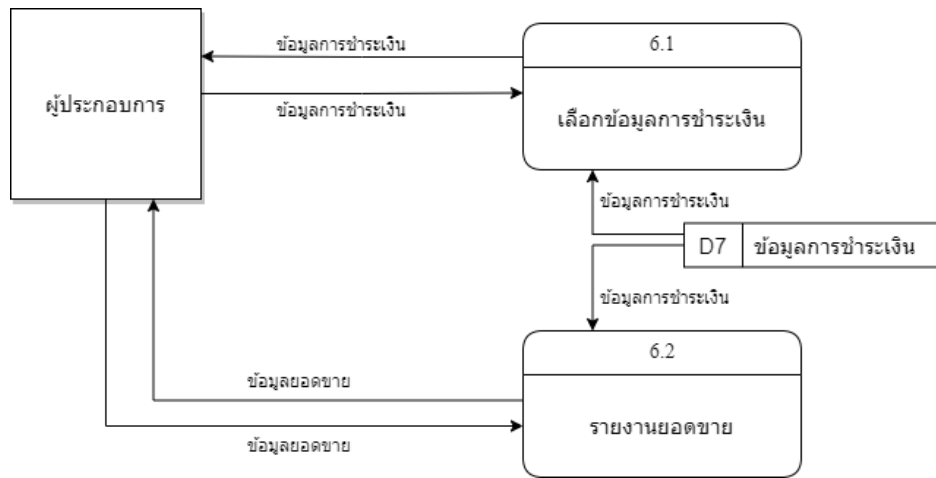 ข้อมูลการชำระเงิน
6.1
ผู้ประกอบการ
ข้อมูลการชำระเงิน
เลือกข้อมูลการชำระเงิน
ข้อมูลการชำระเงิน
D7 ข้อมูลการชำระเงิน
ข้อมูลการชำระเงิน
6.2
ข้อมูลยอดขาย
รายงานยอดขาย
ข้อมูลยอดขาย